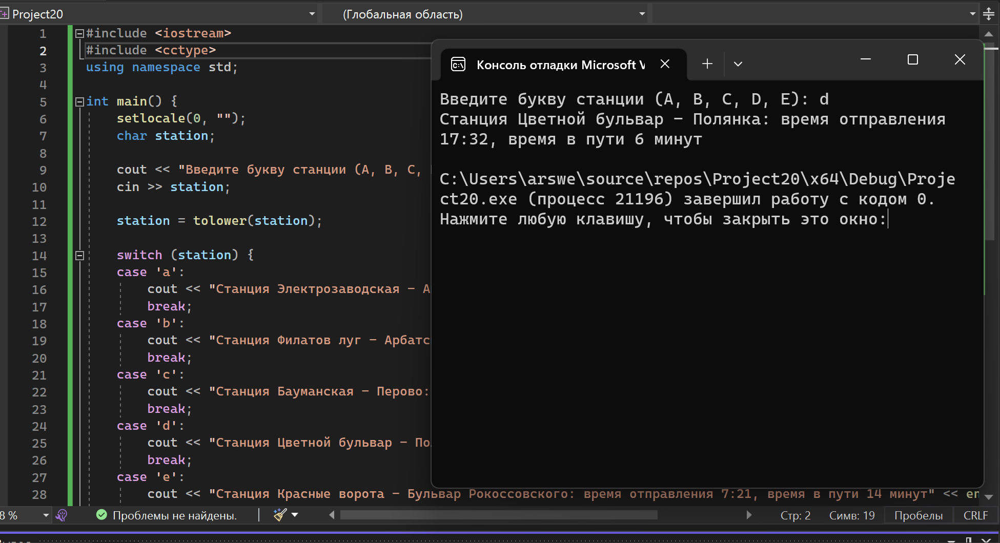 Project20
(Глобальная область)
1 #include <iostream>
2 #include <cctype>
3 using namespace std;
4
5 int main() {
6 setlocale(0, "");
7 char station;
8
9 cout << "Введите букву станции (A, B, C,
10 cin >> station;
11
12 station = tolower(station);
13
14 switch (station) {
15 case 'a':
16 cout << "Станция Электрозаводская - А
17 break;
18 case 'b':
19 cout << "Станция Филатов луг - Арбатс
20 break;
21 case 'c':
22 cout << "Станция Бауманская - Перово:
23 break;
24 case 'd':
25 cout << "Станция Цветной бульвар - По
26 break;
27 case 'e':
28 cout << "Станция Красные ворота - Бульвар Рокоссовского: время отправления 7:21, время в пути 14 минут" << en
Консоль отладки Microsoft V
Введите букву станции (A, B, C, D, E): d
Станция Цветной бульвар - Полянка: время отправления
17:32, время в пути 6 минут
C:\Users\arswe\source\repos\Project20\x64\Debug\Proje
ct20.exe (процесс 21196) завершил работу с кодом 0.
Нажмите любую клавишу, чтобы закрыть это окно:
8 %
Проблемы не найдены.
Стр: 2
Симв: 19
Пробелы
CRLF